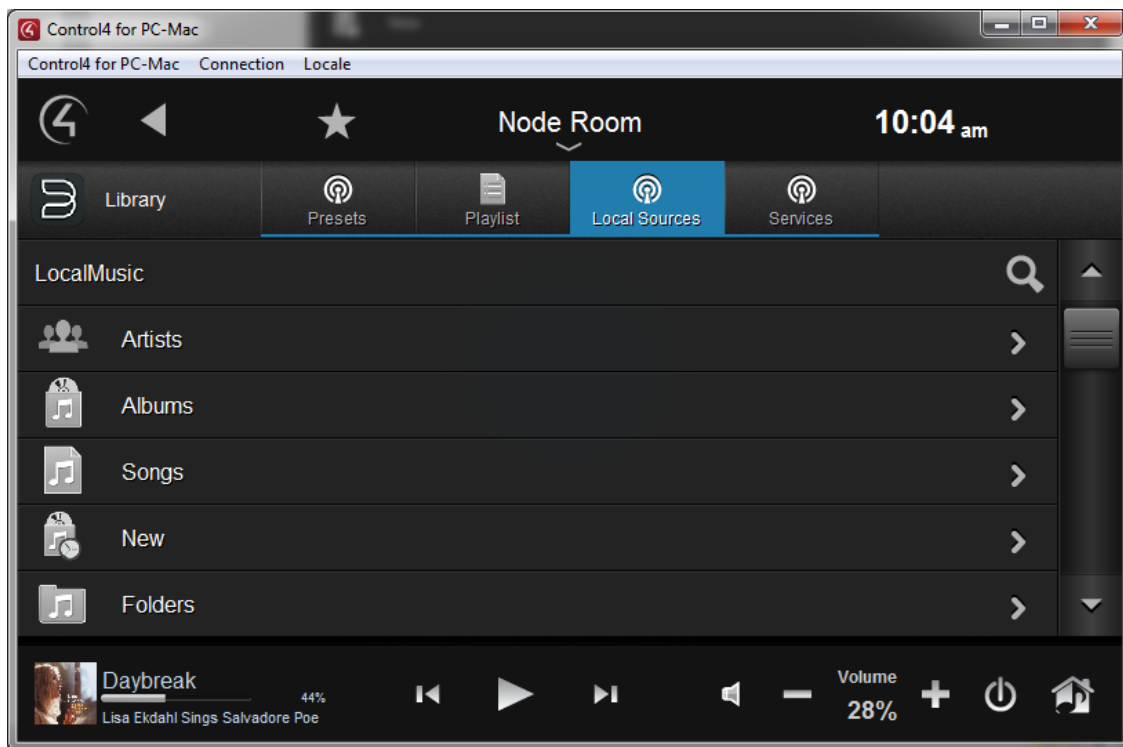 Control4 for PC-Mac
Control4 for PC-Mac Connection Locale
Node Room
10:04 am
Library
Presets
Playlist
Local Sources
Services
LocalMusic
Artists
Albums
Songs
New
Folders
Daybreak
44%
Lisa Ekdahl Sings Salvadore Poe
Volume
28%